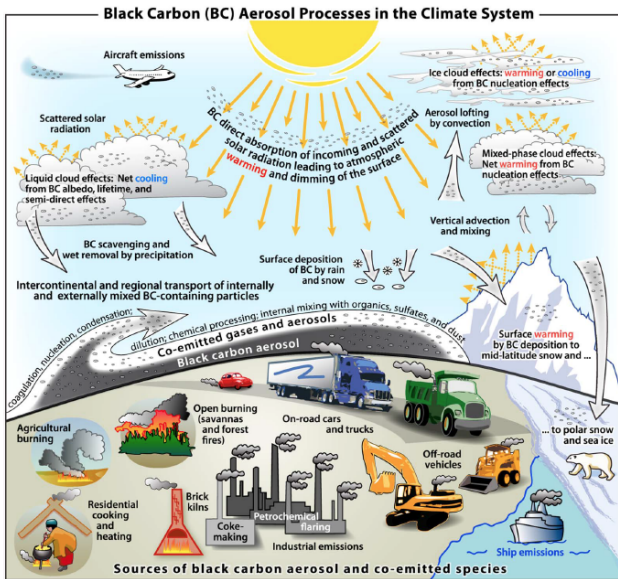 Black Carbon (BC) Aerosol Processes in the Climate System
Aircraft emissions
Ice cloud effects: warming or cooling
from BC nucleation effects
Scattered solar
radiation
BC direct absorption of incoming and scattered
solar radiation leading to atmospheric
warming and dimming of the surface
Aerosol lofting
by convection
Liquid cloud effects: Net cooling
from BC albedo, lifetime, and
semi-direct effects
Mixed-phase cloud effects:
Net warming from BC
nucleation effects
Vertical advection
and mixing
BC scavenging and
wet removal by precipitation
Surface deposition
of BC by rain
and snow
Intercontinental and regional transport of internally
and externally mixed BC-containing particles
coagulation, nucleation, condensation;
dilution; chemical processing; internal mixing with organics, sulfates, and dust
Co-emitted gases and aerosols
Black carbon aerosol
Surface warming
by BC deposition to
mid-latitude snow and ...
... to polar snow
and sea ice
Agricultural
burning
Open burning
(savannas and
forest
fires)
On-road cars
and trucks
Off-road
vehicles
Residential
cooking and
heating
Brick
kilns
Coke-
making
Petrochemical
flaring
Industrial emissions
Ship emissions
Sources of black carbon aerosol and co-emitted species